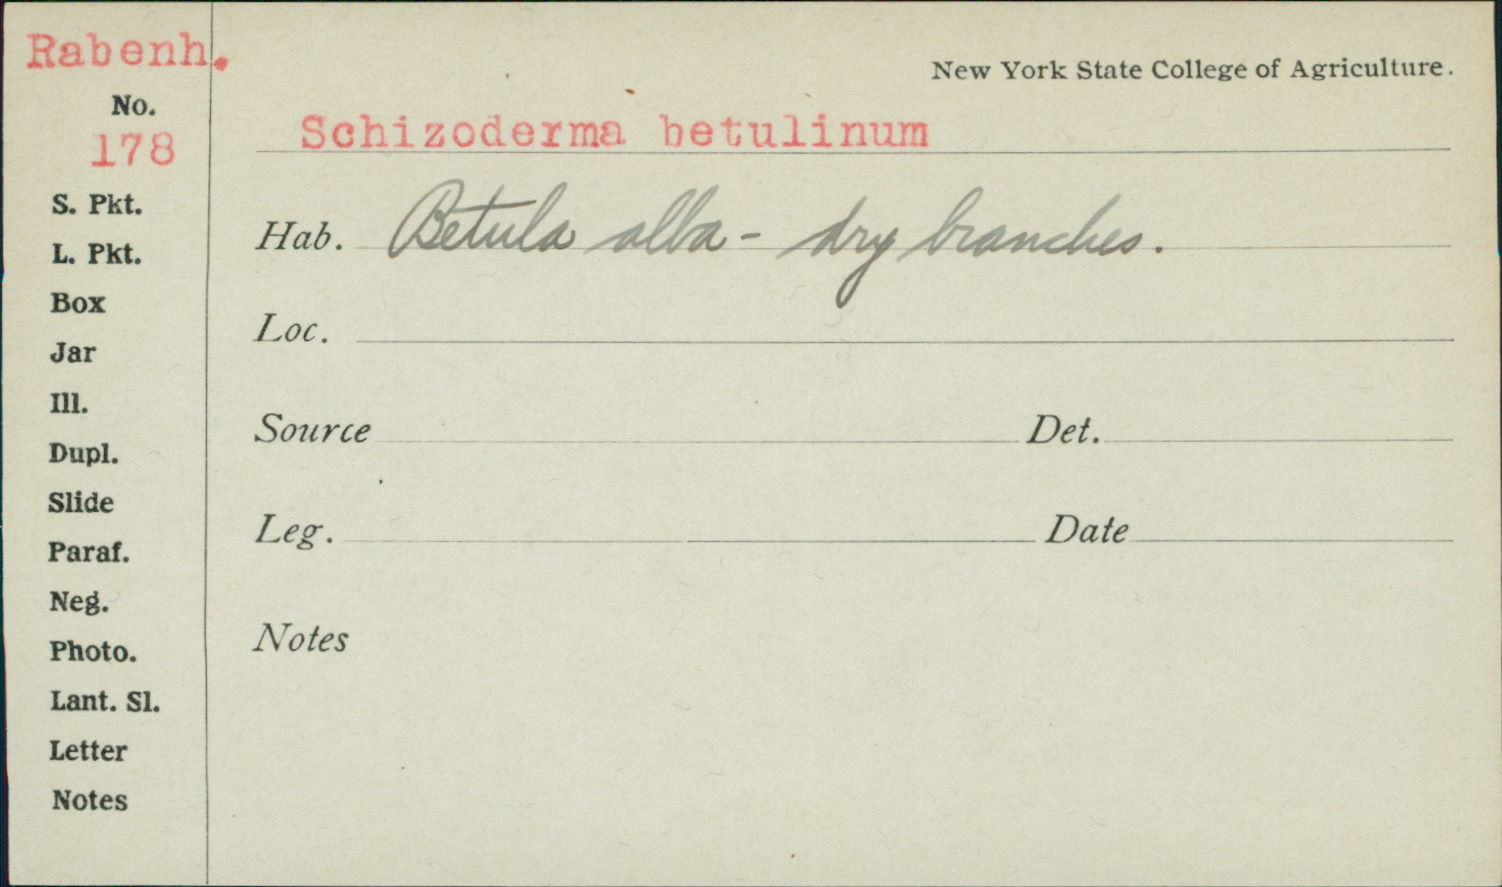 Rabenh.
No.
178
S. Pkt.
L. Pkt.
Box
Jar
Ill.
Dupl.
Slide
Paraf.
Neg.
Photo.
Lant. Sl.
Letter
Notes
New York State College of Agriculture.
Schizoderma betulinum
Hab. Betula alba - dry branches.
Loc.
Source Det.
Leg. Date
Notes